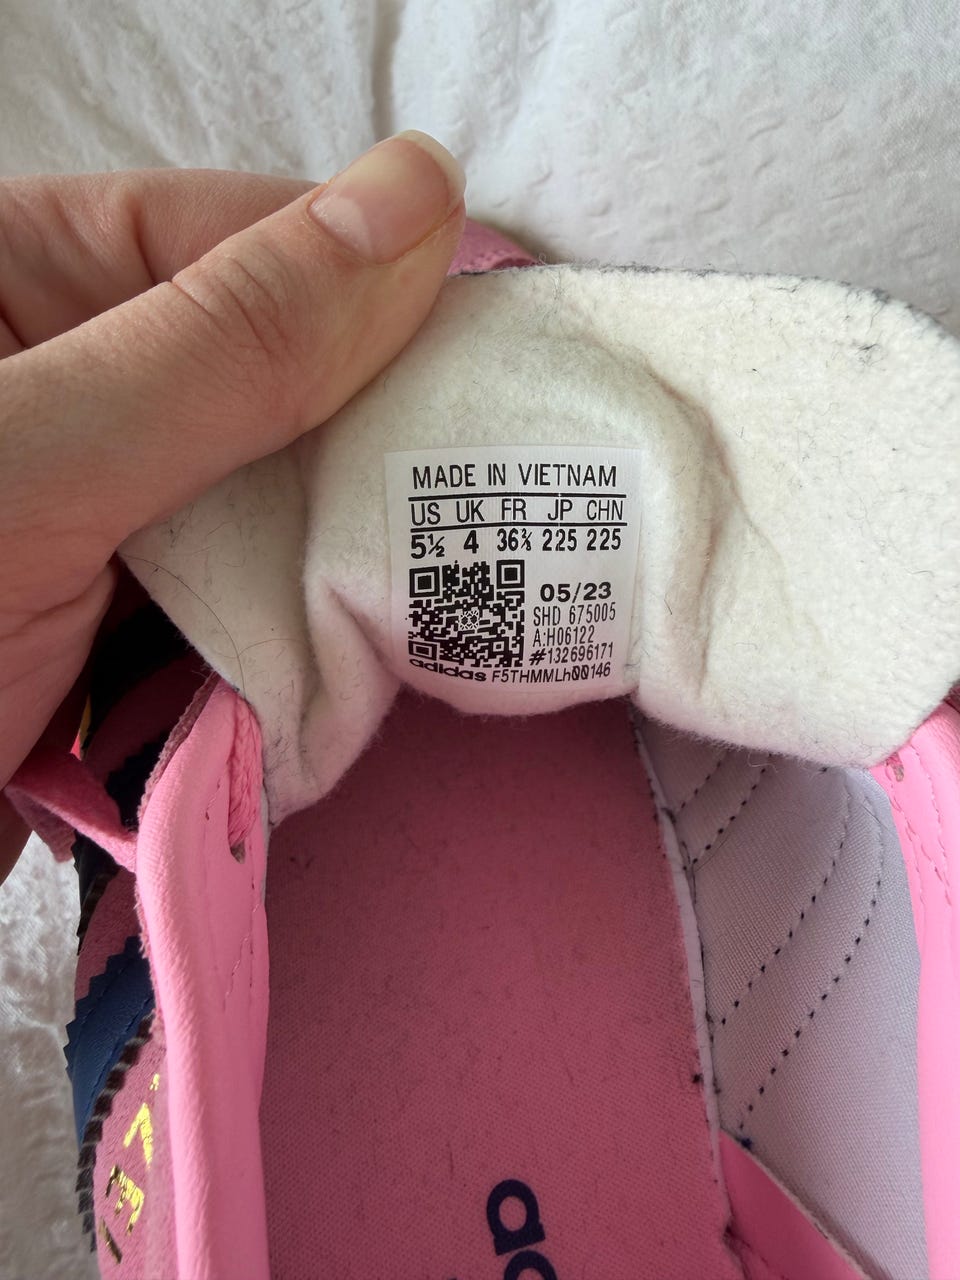 MADE IN VIETNAM
US UK FR JP CHN
5½ 4 36⅔ 225 225
05/23
SHD 675005
A:H06122
#132696171
adidas F5THMMLh00146